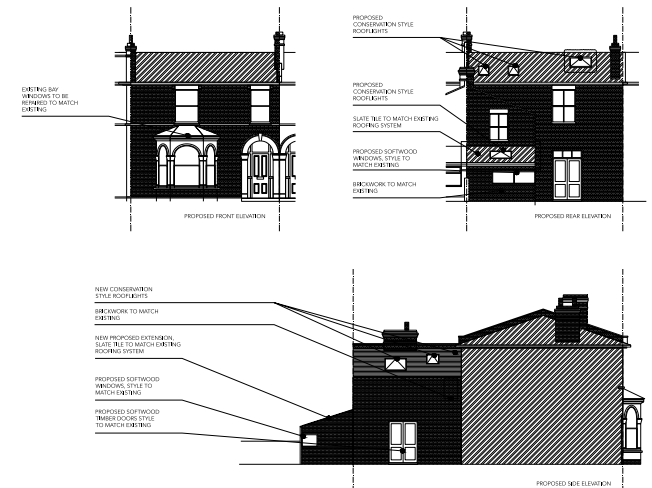 EXISTING BAY
WINDOWS TO BE
REPAIRED TO MATCH
EXISTING
PROPOSED FRONT ELEVATION
PROPOSED
CONSERVATION STYLE
ROOFLIGHTS
PROPOSED
CONSERVATION STYLE
ROOFLIGHTS
SLATE TILE TO MATCH EXISTING
ROOFING SYSTEM
PROPOSED SOFTWOOD
WINDOWS, STYLE TO
MATCH EXISTING
BRICKWORK TO MATCH
EXISTING
PROPOSED REAR ELEVATION
NEW CONSERVATION
STYLE ROOFLIGHTS
BRICKWORK TO MATCH
EXISTING
NEW PROPOSED EXTENSION,
SLATE TILE TO MATCH EXISTING
ROOFING SYSTEM
PROPOSED SOFTWOOD
WINDOWS, STYLE TO
MATCH EXISTING
PROPOSED SOFTWOOD
TIMBER DOORS STYLE
TO MATCH EXISTING
PROPOSED SIDE ELEVATION